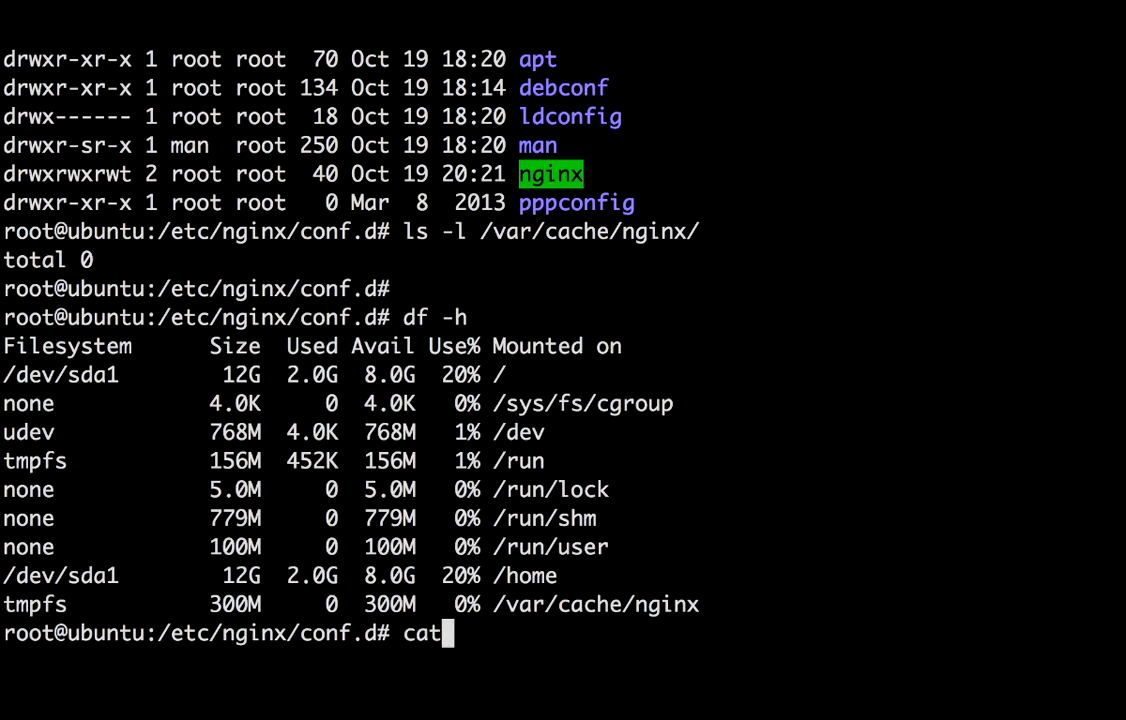 drwxr-xr-x 1 root root  70 Oct 19 18:20 apt
drwxr-xr-x 1 root root 134 Oct 19 18:14 debconf
drwx------ 1 root root  18 Oct 19 18:20 ldconfig
drwxr-sr-x 1 man  root 250 Oct 19 18:20 man
drwxrwxrwt 2 root root  40 Oct 19 20:21 nginx
drwxr-xr-x 1 root root   0 Mar  8  2013 pppconfig
root@ubuntu:/etc/nginx/conf.d# ls -l /var/cache/nginx/
total 0
root@ubuntu:/etc/nginx/conf.d#
root@ubuntu:/etc/nginx/conf.d# df -h
Filesystem      Size  Used Avail Use% Mounted on
/dev/sda1        12G  2.0G  8.0G  20% /
none            4.0K     0  4.0K   0% /sys/fs/cgroup
udev            768M  4.0K  768M   1% /dev
tmpfs           156M  452K  156M   1% /run
none            5.0M     0  5.0M   0% /run/lock
none            779M     0  779M   0% /run/shm
none            100M     0  100M   0% /run/user
/dev/sda1        12G  2.0G  8.0G  20% /home
tmpfs           300M     0  300M   0% /var/cache/nginx
root@ubuntu:/etc/nginx/conf.d# cat